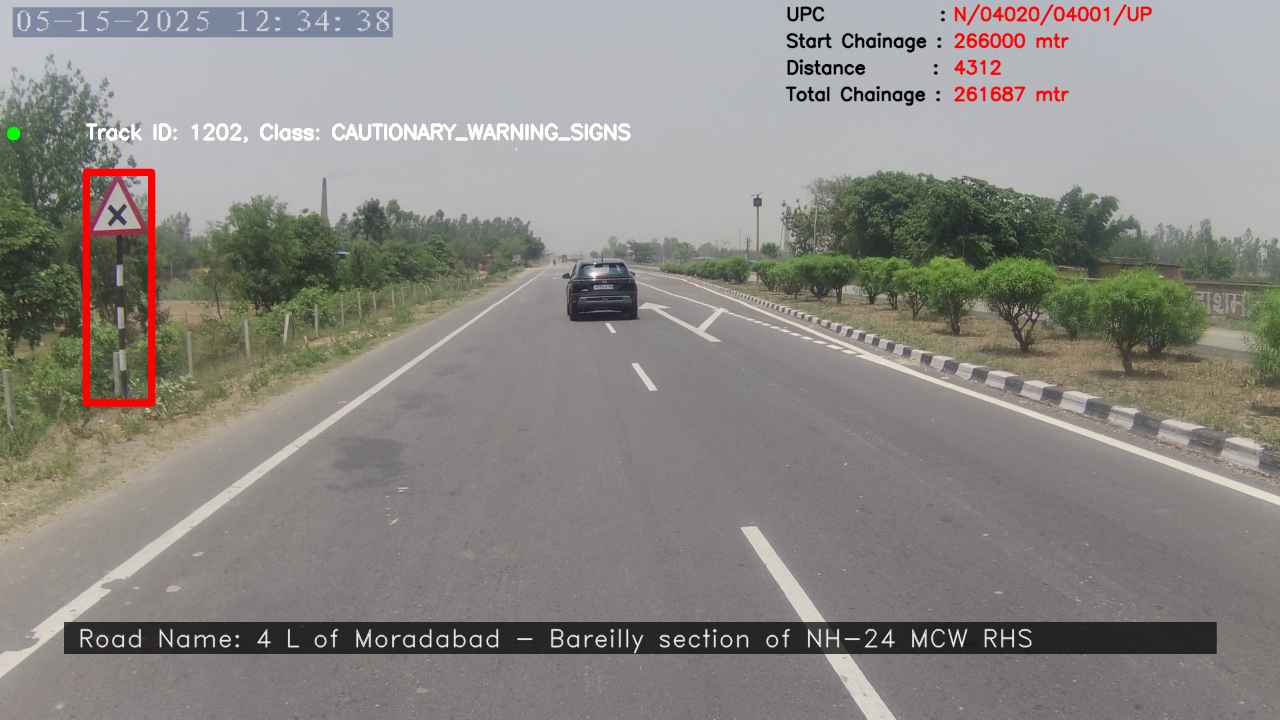 05-15-2025 12:34:38
UPC : N/04020/04001/UP
Start Chainage : 266000 mtr
Distance : 4312
Total Chainage : 261687 mtr
Track ID: 1202, Class: CAUTIONARY_WARNING_SIGNS
Road Name: 4 L of Moradabad - Bareilly section of NH-24 MCW RHS